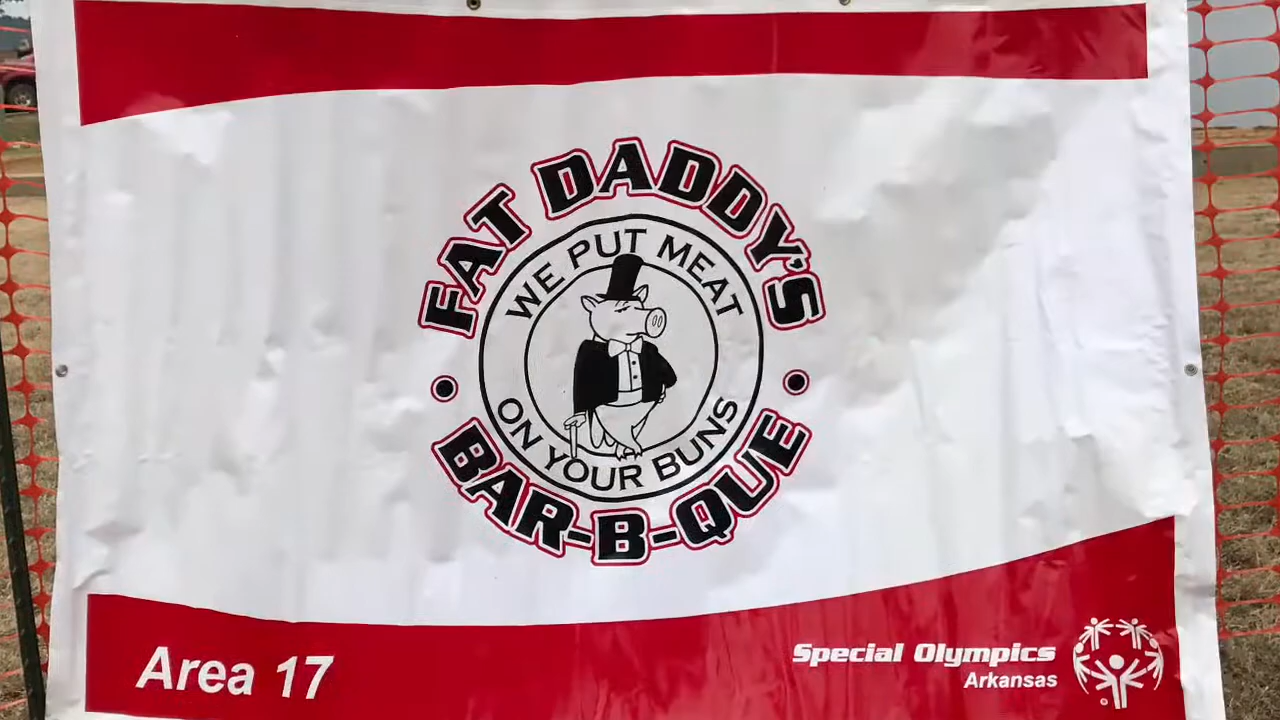 FAT DADDY'S
WE PUT MEAT
ON YOUR BUNS
BAR-B-QUE
Area 17
Special Olympics
Arkansas